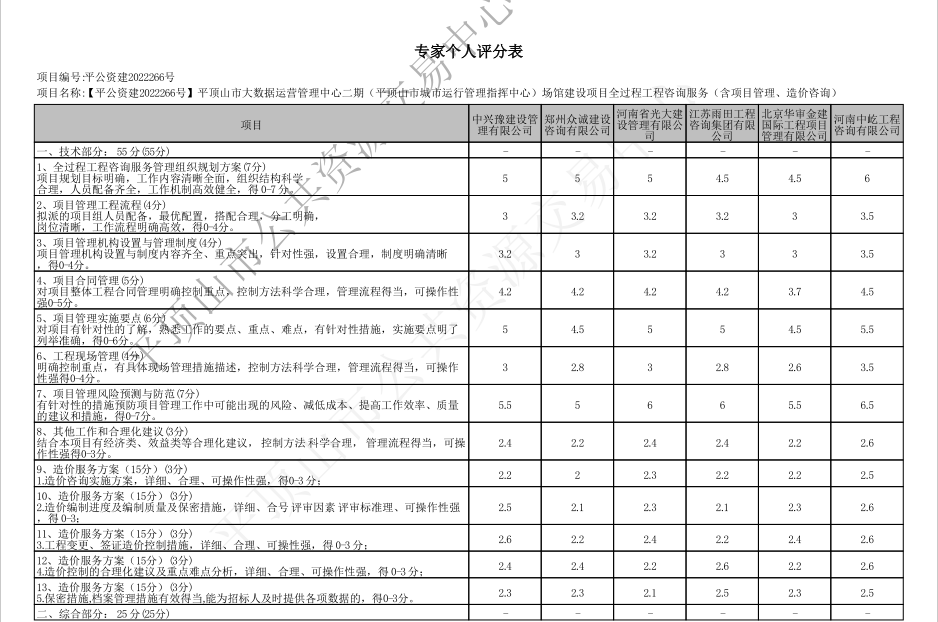 专家个人评分表
项目编号:平公资建2022266号
项目名称:【平公资建2022266号】平顶山市大数据运营管理中心二期（平顶山市城市运行管理指挥中心）场馆建设项目全过程工程咨询服务（含项目管理、造价咨询）
项目 中兴豫建设管理有限公司 郑州众诚建设咨询有限公司 河南省光大建设管理有限公司 江苏雨田工程咨询集团有限公司 北京华审金建国际工程项目管理有限公司 河南中屹工程咨询有限公司
一、技术部分： 55 分(55分) – – – – – –
1、全过程工程咨询服务管理组织规划方案(7分)
项目规划目标明确，工作内容清晰全面，组织结构科学
合理，人员配备齐全，工作机制高效健全，得 0-7 分。
5 5 5 4.5 4.5 6
2、项目管理工程流程(4分)
拟派的项目组人员配备，最优配置，搭配合理，分工明确，
岗位清晰，工作流程明确高效，得0-4分。
3 3.2 3.2 3.2 3 3.5
3、项目管理机构设置与管理制度(4分)
项目管理机构设置与制度内容齐全、重点突出，针对性强，设置合理，制度明确清晰
，得0-4分。
3.2 3 3.2 3 3 3.5
4、项目合同管理(5分)
对项目整体工程合同管理明确控制重点，控制方法科学合理，管理流程得当，可操作性
强0-5分。
4.2 4.2 4.2 4.2 3.7 4.5
5、项目管理实施要点(6分)
对项目有针对性的了解，熟悉工作的要点、重点、难点，有针对性措施，实施要点明了
列举准确，得0-6分。
5 4.5 5 5 4.5 5.5
6、工程现场管理(4分)
明确控制重点，有具体现场管理措施描述，控制方法科学合理，管理流程得当，可操作
性强得0-4分。
3 2.8 3 2.8 2.6 3.5
7、项目管理风险预测与防范(7分)
有针对性的措施预防项目管理工作中可能出现的风险、减低成本、提高工作效率、质量
的建议和措施，得0-7分。
5.5 5 6 6 5.5 6.5
8、其他工作和合理化建议(3分)
结合本项目有经济类、效益类等合理化建议， 控制方法 科学合理， 管理流程得当，可操
作性强得0-3分。
2.4 2.2 2.4 2.4 2.2 2.6
9、造价服务方案（15分）(3分)
1.造价咨询实施方案，详细、合理、可操作性强，得0-3 分；
2.2 2 2.3 2.2 2.2 2.5
10、造价服务方案（15分）(3分)
2.造价编制进度及编制质量及保密措施，详细、合号 评审因素 评审标准理、可操作性强
，得 0-3；
2.5 2.1 2.3 2.1 2.3 2.6
11、造价服务方案（15分）(3分)
3.工程变更、签证造价控制措施，详细、合理、可操性强，得 0-3 分；
2.6 2.2 2.4 2.2 2.4 2.6
12、造价服务方案（15分）(3分)
4.造价控制的合理化建议及重点难点分析，详细、合理、可操作性强，得 0-3 分；
2.4 2.4 2.2 2.6 2.2 2.6
13、造价服务方案（15分）(3分)
5.保密措施,档案管理措施有效得当,能为招标人及时提供各项数据的，得0-3分。
2.3 2.3 2.1 2.5 2.3 2.5
二、综合部分： 25 分(25分) – – – – – –
平顶山市公共资源交易中心
平顶山市公共资源交易中心